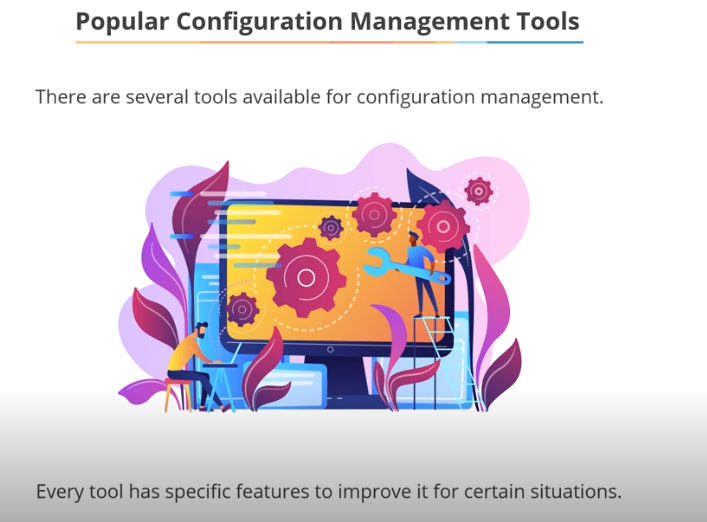 Popular Configuration Management Tools
There are several tools available for configuration management.
Every tool has specific features to improve it for certain situations.